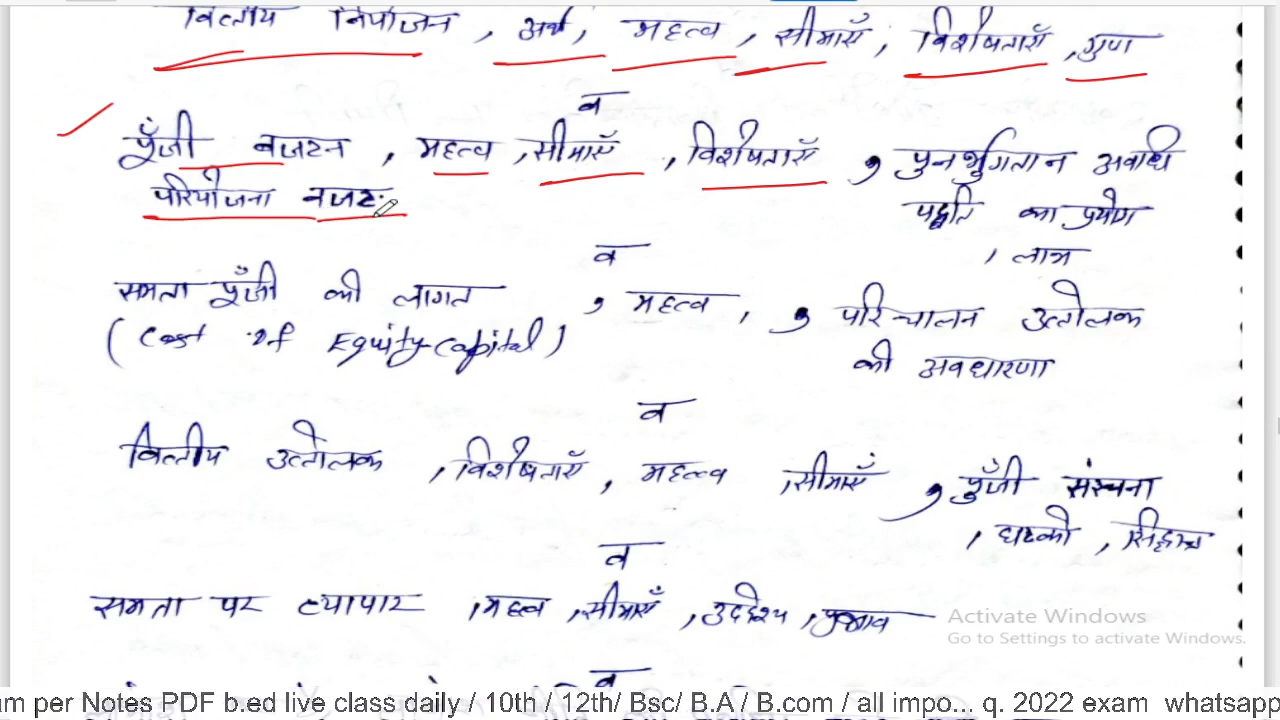 वित्तीय नियोजन , अर्थ, महत्व , सीमाएँ , विशेषताएँ , गुण
व
पूँजी बजटन , महत्व , सीमाएँ , विशेषताएँ , पुनर्भुगतान अवधि
परियोजना बजट पद्धति का प्रयोग
, लाभ
व
समता पूँजी की लागत , महत्व , , परिचालन उत्तोलक
( Cost of Equity Capital ) की अवधारणा
व
वित्तीय उत्तोलक , विशेषताएँ , महत्व , सीमाएँ , पूँजी संरचना
, घटको , सिद्धान्त
व
समता पर व्यापार , महत्व , सीमाएँ , उद्देश्य , प्रभाव
Activate Windows
Go to Settings to activate Windows.
व
am per Notes PDF b.ed live class daily / 10th / 12th/ Bsc/ B.A/ B.com / all impo... q. 2022 exam whatsapp